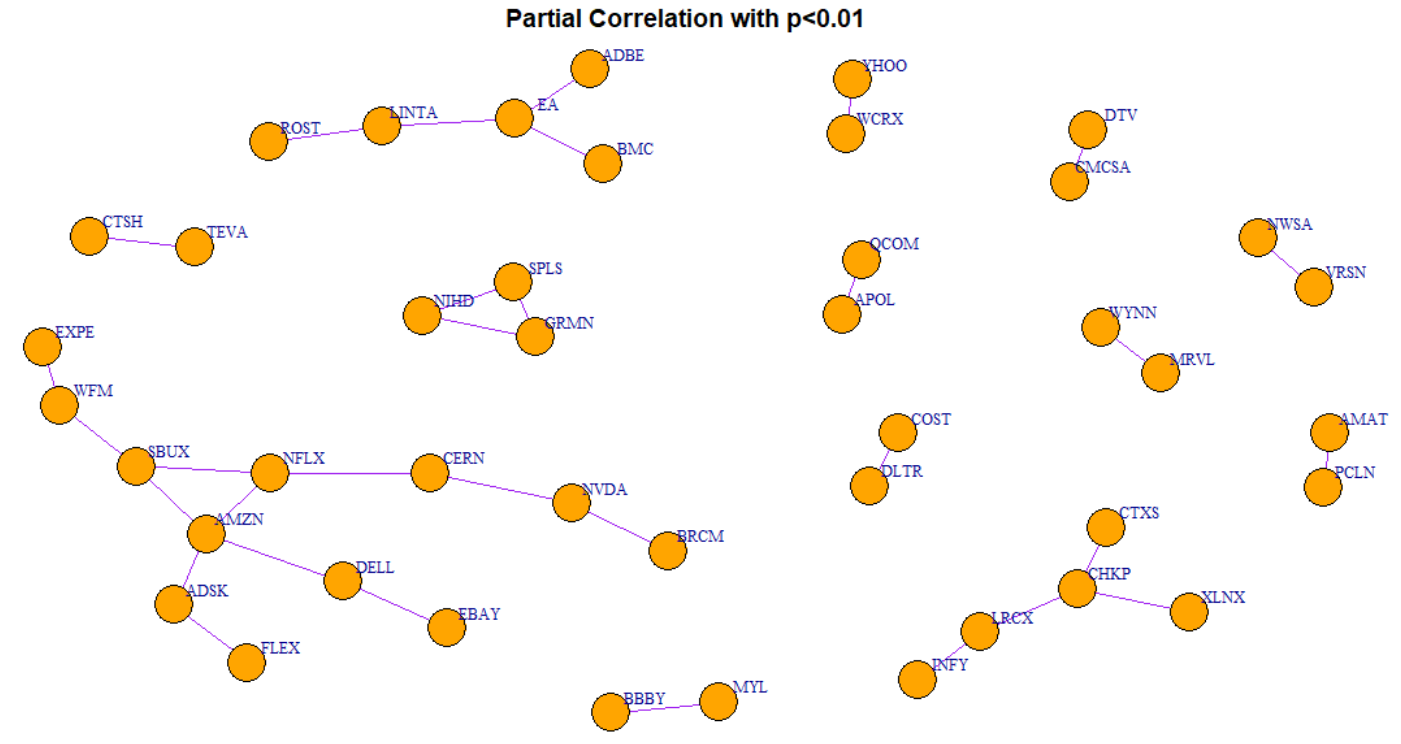 Partial Correlation with p<0.01
ADBE
YHOO
LINTA
EA
ROST
WCRX
DTV
BMC
CMCSA
CTSH
TEVA
NWSA
QCOM
SPLS
VRSN
NIHD
APOL
GRMN
WYNN
EXPE
MRVL
WFM
COST
AMAT
SBUX
NFLX
CERN
DLTR
PCLN
NVDA
CTXS
AMZN
BRCM
DELL
CHKP
ADSK
EBAY
LRCX
XLNX
FLEX
INFY
BBBY
MYL